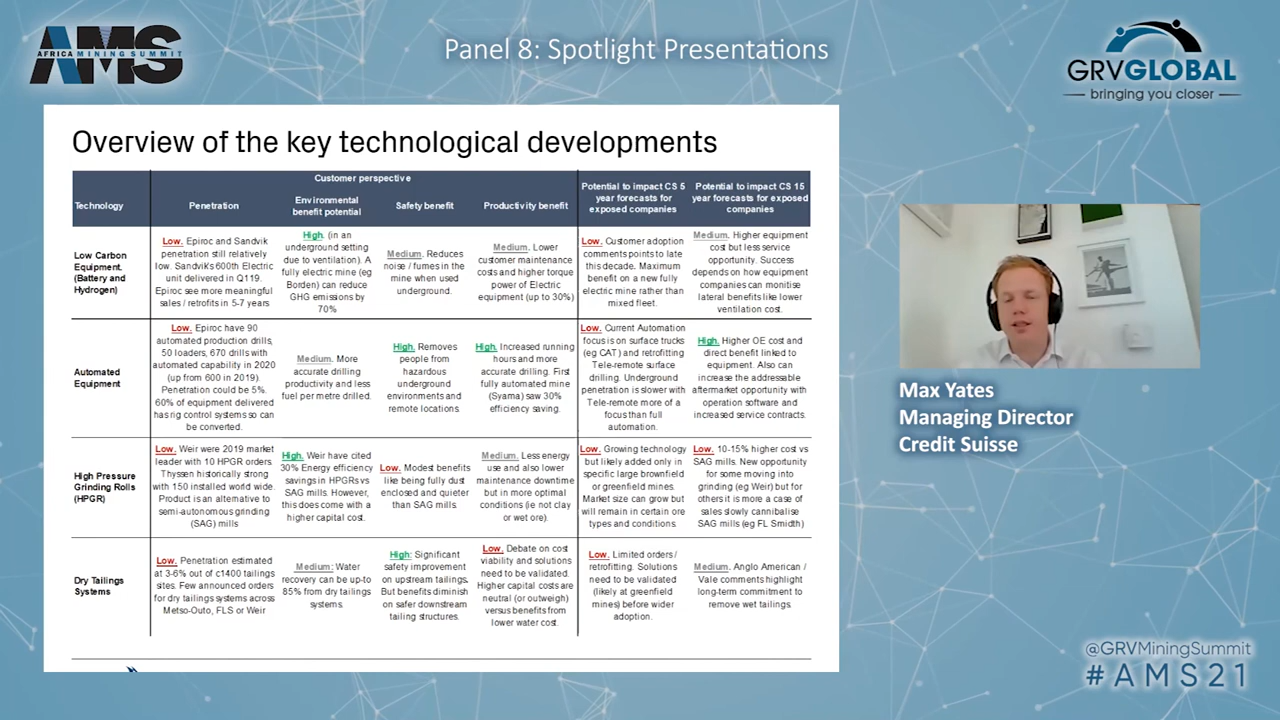 AMS
AFRICA MINING SUMMIT
Panel 8: Spotlight Presentations
GRVGLOBAL
bringing you closer
Overview of the key technological developments
Technology
Customer perspective
Penetration
Environmental
benefit potential
Safety benefit
Productivity benefit
Potential to impact CS 5
year forecasts for
exposed companies
Potential to impact CS 15
year forecasts for exposed
companies
Low Carbon
Equipment.
(Battery and
Hydrogen)
Low. Epiroc and Sandvik
penetration still relatively
low. Sandvik's 600th Electric
unit delivered in Q119.
Epiroc see more meaningful
sales / retrofits in 5-7 years
High. (in an
underground setting
due to ventilation). A
fully electric mine (eg
Borden) can reduce
GHG emissions by
70%
Medium. Reduces
noise / fumes in the
mine when used
underground.
Medium. Lower
customer maintenance
costs and higher torque
power of Electric
equipment (up to 30%)
Low. Customer adoption
comments points to late
this decade. Maximum
benefit on a new fully
electric mine rather than
mixed fleet.
Medium. Higher equipment
cost but less service
opportunity. Success
depends on how equipment
companies can monitise
lateral benefits like lower
ventilation cost.
Automated
Equipment
Low. Epiroc have 90
automated production drills,
50 loaders, 670 drills with
automated capability in 2020
(up from 600 in 2019).
Penetration could be 5%.
60% of equipment delivered
has rig control systems so can
be converted.
Medium. More
accurate drilling
productivity and less
fuel per metre drilled.
High. Removes
people from
hazardous
underground
environments and
remote locations.
High. Increased running
hours and more
accurate drilling. First
fully automated mine
(Syama) saw 30%
efficiency saving.
Low. Current Automation
focus is on surface trucks
(eg CAT) and retrofitting
Tele-remote surface
drilling. Underground
penetration is slower with
Tele-remote more of a
focus than full
automation.
High. Higher OE cost and
direct benefit linked to
equipment. Also can
increase the addressable
aftermarket opportunity with
operation software and
increased service contracts.
High Pressure
Grinding Rolls
(HPGR)
Low. Weir were 2019 market
leader with 10 HPGR orders.
Thyssen historically strong
with 150 installed world wide.
Product is an alternative to
semi-autonomous grinding
(SAG) mills
High. Weir have cited
30% Energy efficiency
savings in HPGRs vs
SAG mills. However,
this does come with a
higher capital cost.
Low. Modest benefits
like being fully dust
enclosed and quieter
than SAG mills.
Medium. Less energy
use and also lower
maintenance downtime
but in more optimal
conditions (ie not clay
or wet ore).
Low. Growing technology
but likely added only in
specific large brownfield
or greenfield mines.
Market size can grow but
will remain in certain ore
types and conditions.
Low. 10-15% higher cost vs
SAG mills. New opportunity
for some moving into
grinding (eg Weir) but for
others it is more a case of
sales slowly cannibalise
SAG mills (eg FL Smidth)
Dry Tailings
Systems
Low. Penetration estimated
at 3-6% out of c1400 tailings
sites. Few announced orders
for dry tailings systems across
Metso-Outo, FLS or Weir
Medium: Water
recovery can be up-to
85% from dry tailings
systems.
High: Significant
safety improvement
on upstream tailings.
But benefits diminish
on safer downstream
tailing structures.
Low. Debate on cost
viability and solutions
need to be validated.
Higher capital costs are
neutral (or outweigh)
versus benefits from
lower water cost.
Low. Limited orders /
retrofitting. Solutions
need to be validated
(likely at greenfield
mines) before wider
adoption.
Medium. Anglo American /
Vale comments highlight
long-term commitment to
remove wet tailings.
Max Yates
Managing Director
Credit Suisse
@GRVMiningSummit
#AMS21